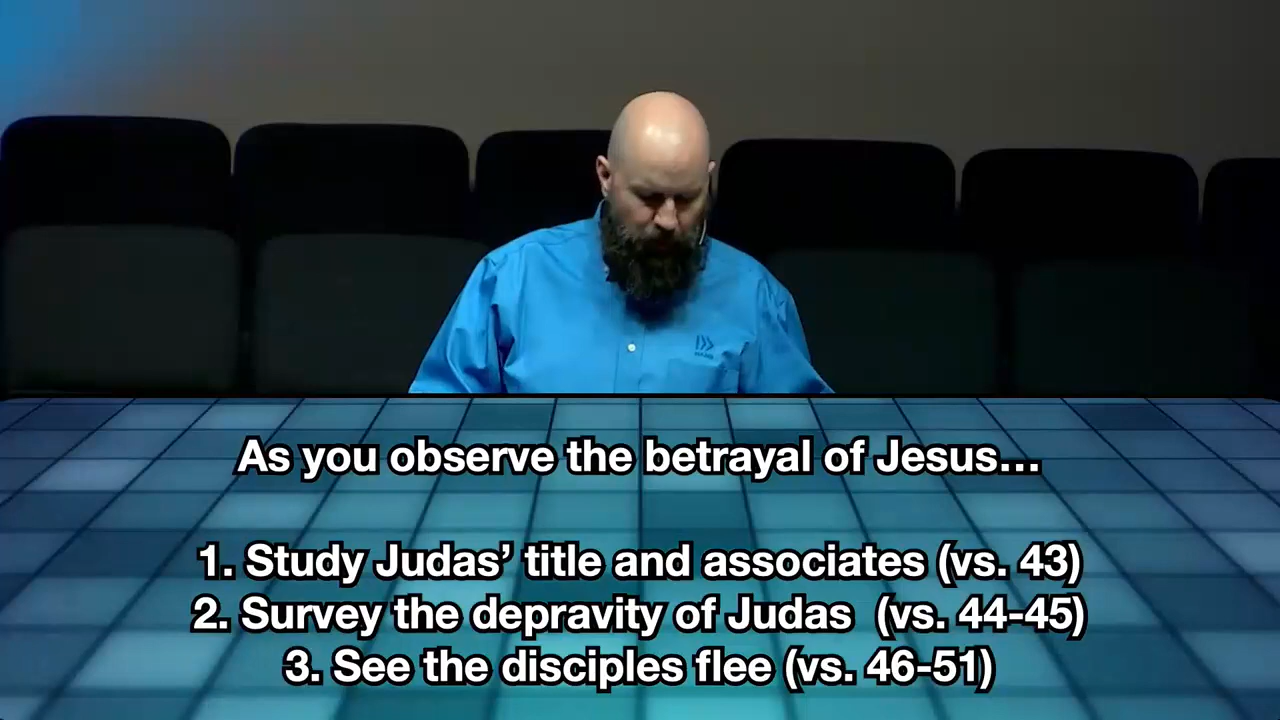 As you observe the betrayal of Jesus…
1. Study Judas’ title and associates (vs. 43)
2. Survey the depravity of Judas  (vs. 44-45)
3. See the disciples flee (vs. 46-51)